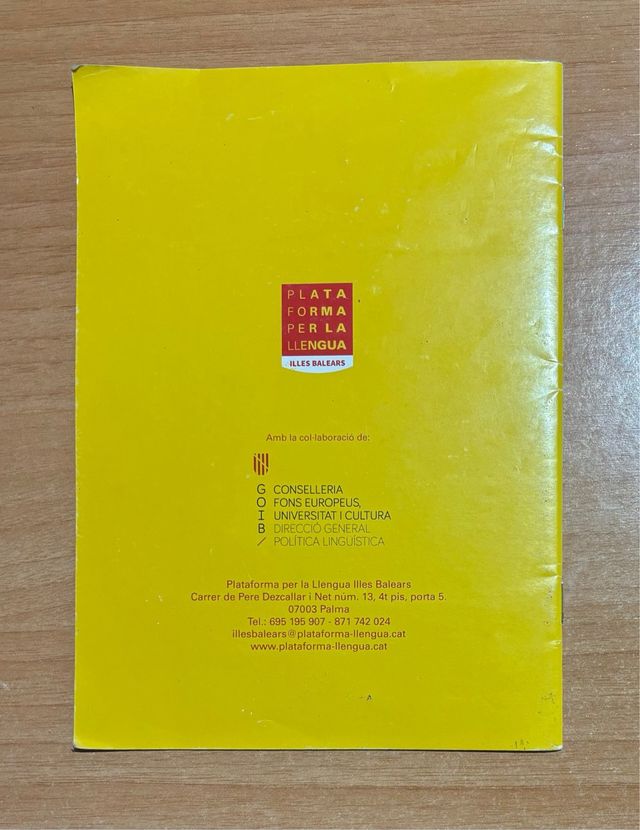 PLATA
FORMA
PER LA
LLENGUA
ILLES BALEARS
Amb la col·laboració de:
G CONSELLERIA
O FONS EUROPEUS,
I UNIVERSITAT I CULTURA
B DIRECCIÓ GENERAL
/ POLÍTICA LINGÜÍSTICA
Plataforma per la Llengua Illes Balears
Carrer de Pere Dezcallar i Net núm. 13, 4t pis, porta 5.
07003 Palma
Tel.: 695 195 907 - 871 742 024
illesbalears@plataforma-llengua.cat
www.plataforma-llengua.cat